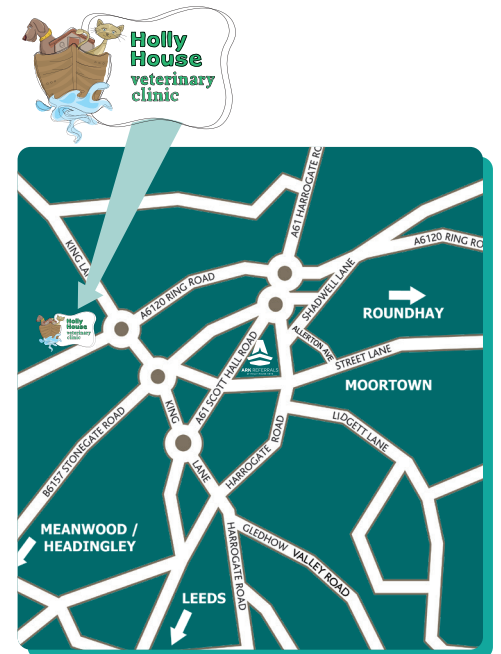 Holly
House
veterinary
clinic
A61 HARROGATE RO
KING LA
A6120 RING RO
A6120 RING ROAD
SHADWELL LANE
ROUNDHAY
Holly
House
veterinary
clinic
ALLERTON AVE
STREET LANE
ARK REFERRALS
MOORTOWN
A61 SCOTT HALL ROAD
KING
LANE
LIDGETT LANE
B6157 STONEGATE ROAD
HARROGATE ROAD
MEANWOOD /
HEADINGLEY
GLEDHOW VALLEY ROAD
HARROGATE ROAD
LEEDS